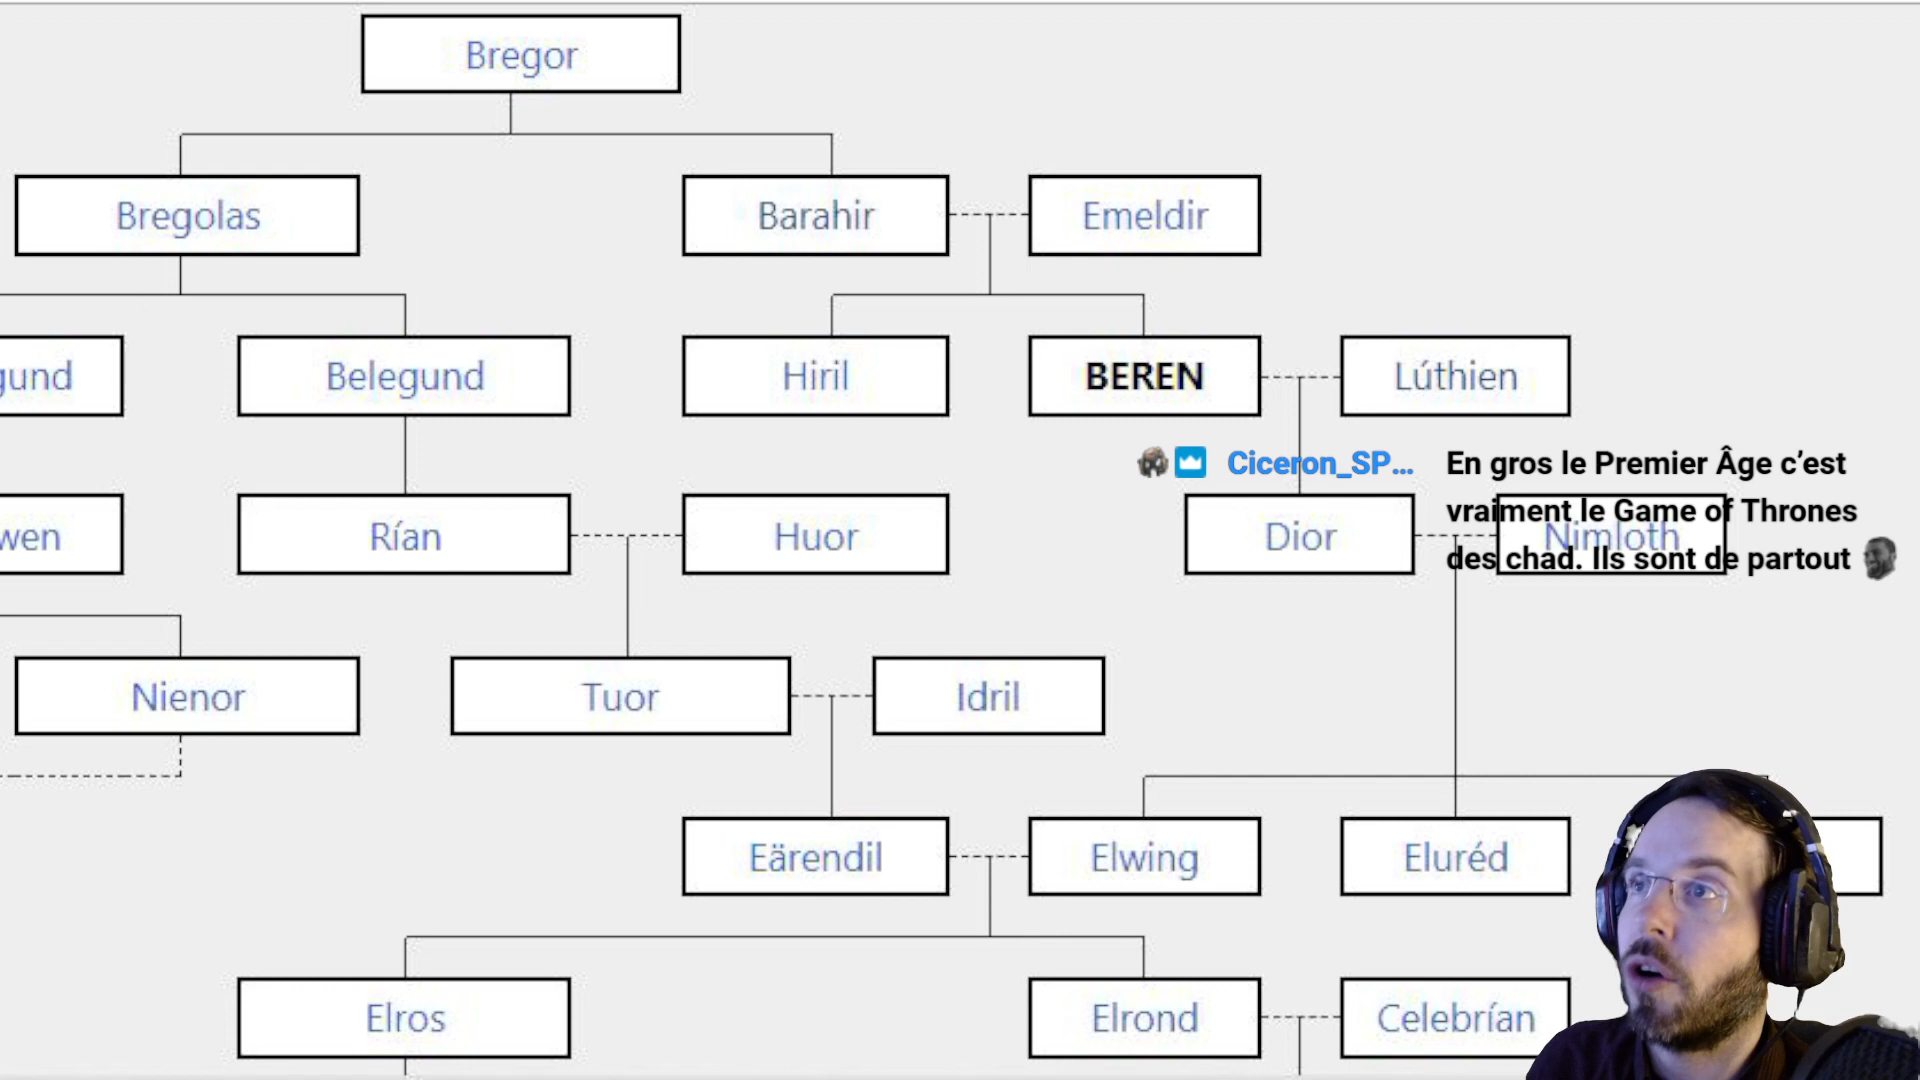 Bregor
Bregolas
Barahir
Emeldir
gund
Belegund
Hiril
BEREN
Lúthien
Ciceron_SP... En gros le Premier Âge c’est
vraiment le Game of Thrones
des chad. Ils sont de partout
wen
Rían
Huor
Dior
Nimloth
Nienor
Tuor
Idril
Eärendil
Elwing
Eluréd
Elros
Elrond
Celebrían